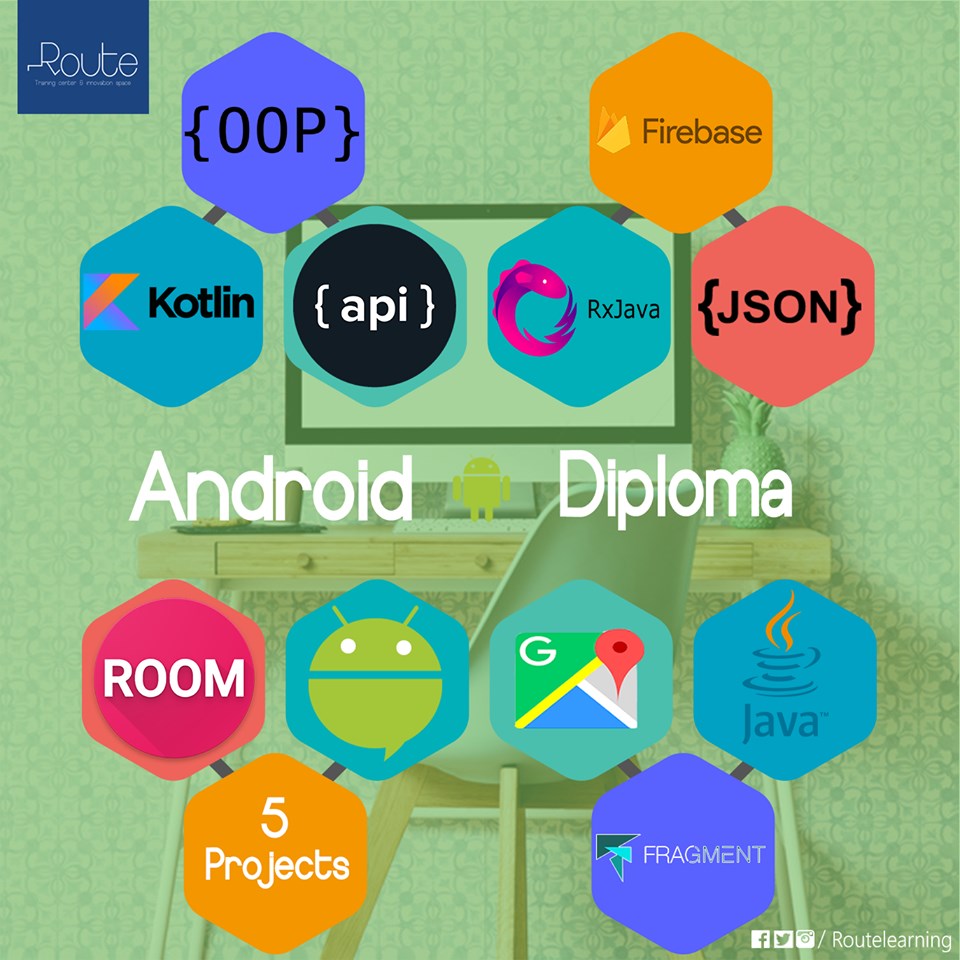 Route
Training center & innovation space
{OOP}
Firebase
Kotlin
{ api }
RxJava
{JSON}
Android Diploma
ROOM
G
Java™
5
Projects
FRAGMENT
/ Routelearning